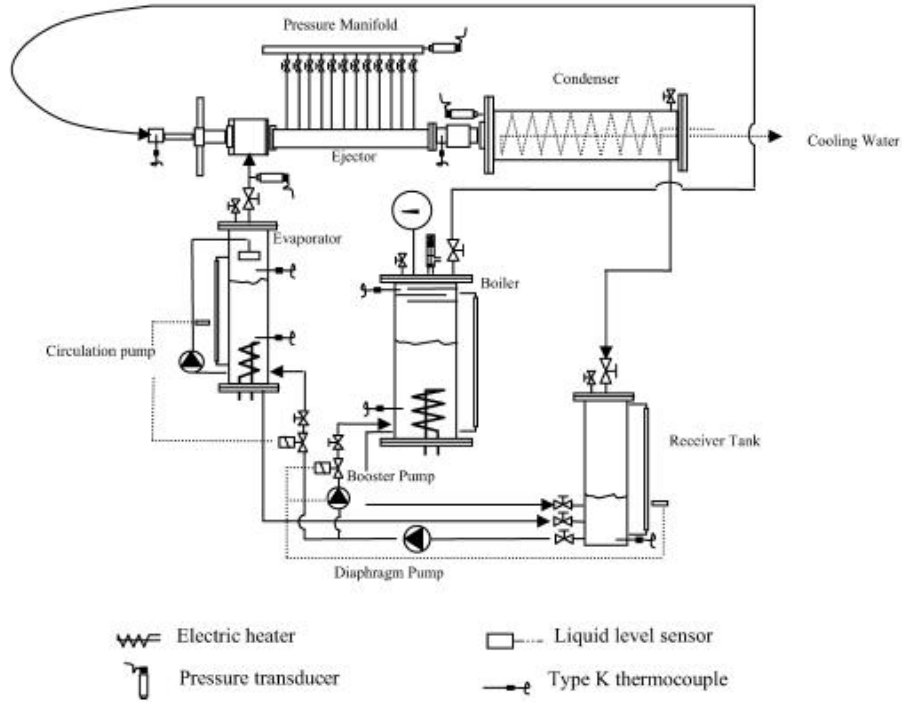 Pressure Manifold
Condenser
Cooling Water
Ejector
Evaporator
Boiler
Circulation pump
Receiver Tank
Booster Pump
Diaphragm Pump
Electric heater
Liquid level sensor
Pressure transducer
Type K thermocouple